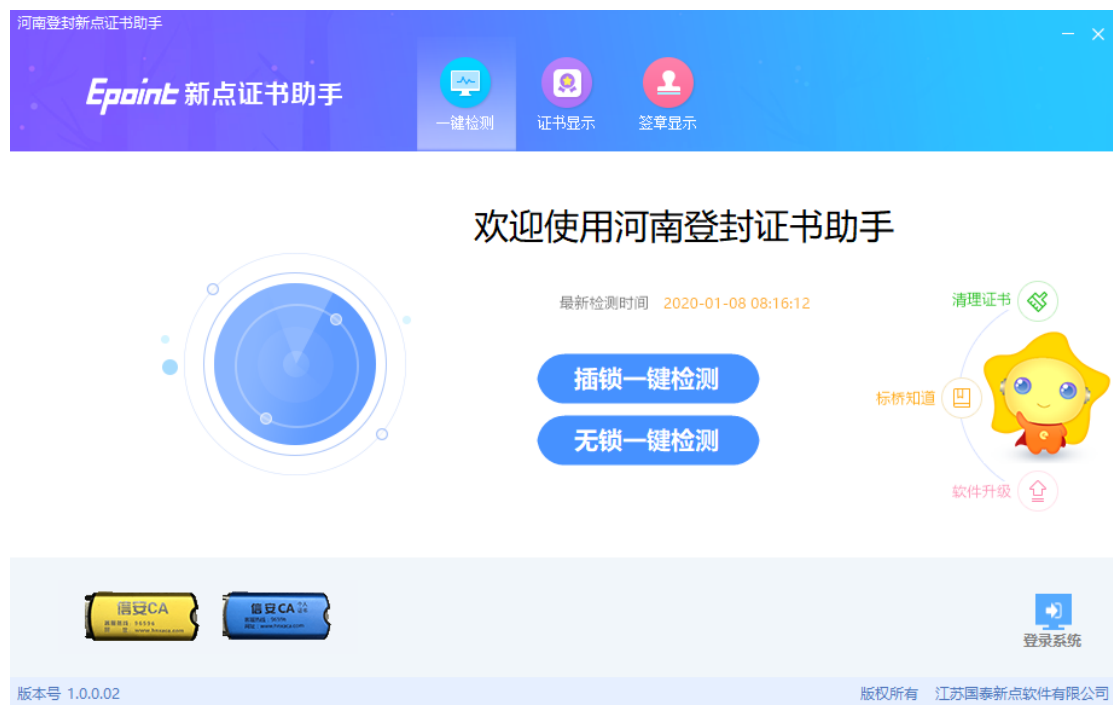 河南登封新点证书助手
Epoint 新点证书助手
一键检测
证书显示
签章显示
欢迎使用河南登封证书助手
最新检测时间 2020-01-08 08:16:12
清理证书
插锁一键检测
标桥知道
无锁一键检测
软件升级
信安CA
信安CA 个人证书
登录系统
版本号 1.0.0.02
版权所有 江苏国泰新点软件有限公司